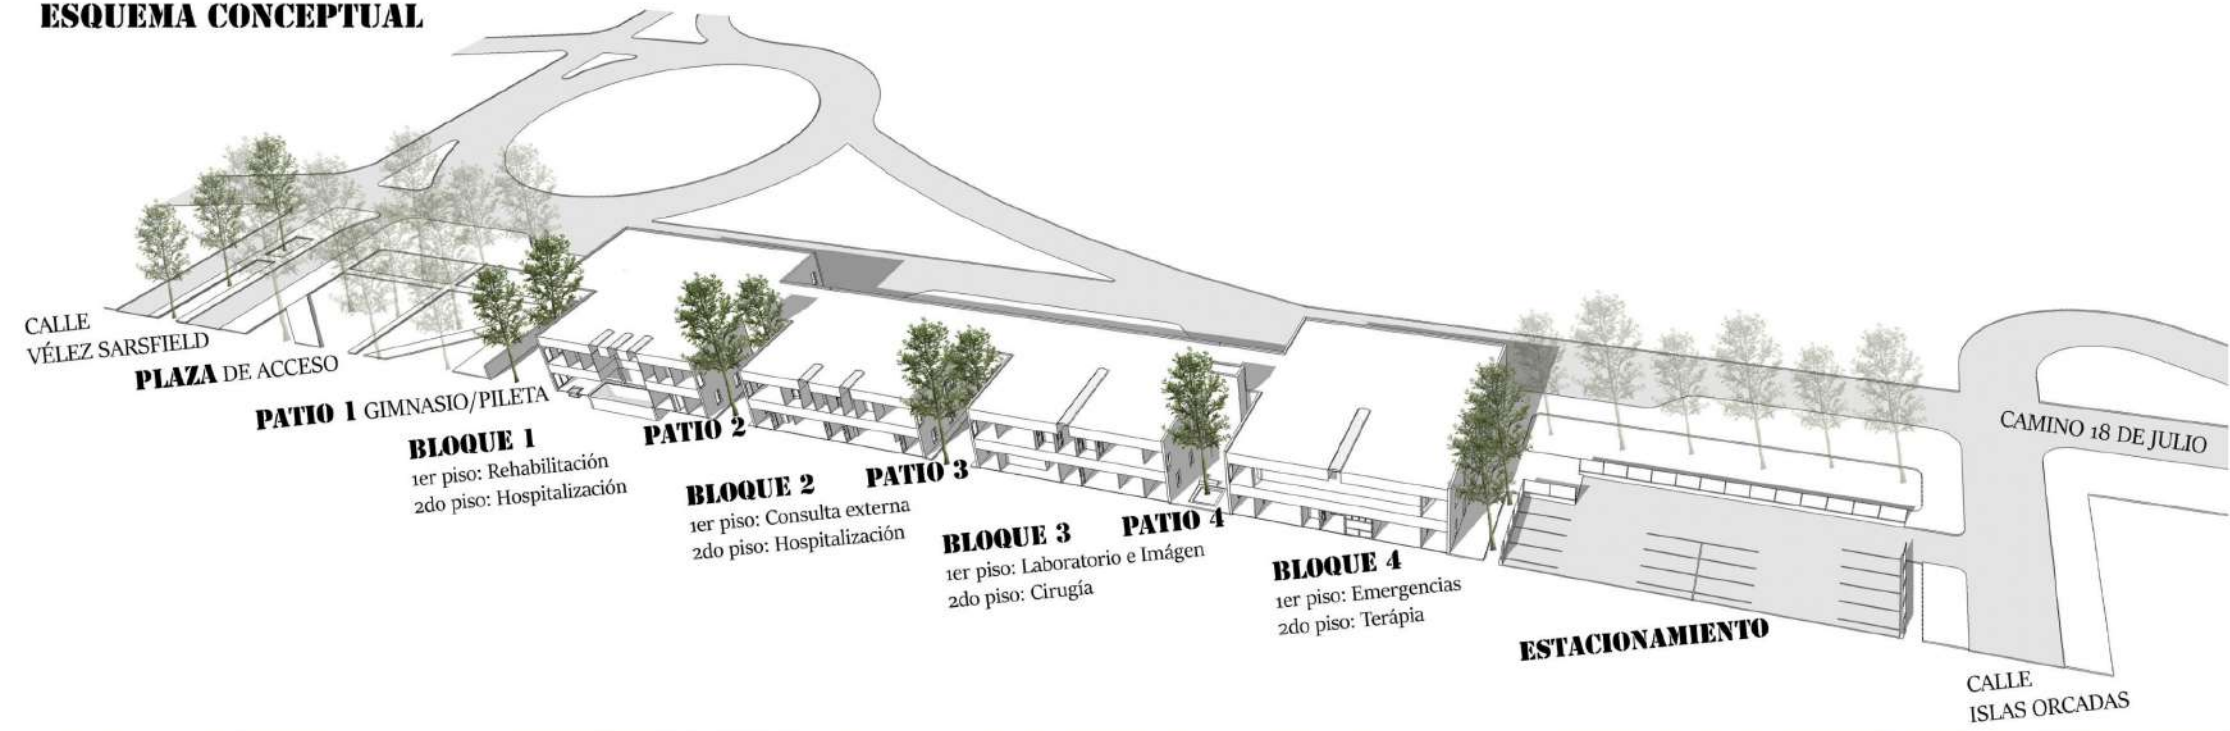 ESQUEMA CONCEPTUAL
CALLE
VÉLEZ SARSFIELD
PLAZA DE ACCESO
PATIO 1 GIMNASIO/PILETA
BLOQUE 1
1er piso: Rehabilitación
2do piso: Hospitalización
PATIO 2
BLOQUE 2
1er piso: Consulta externa
2do piso: Hospitalización
PATIO 3
BLOQUE 3
1er piso: Laboratorio e Imágen
2do piso: Cirugía
PATIO 4
BLOQUE 4
1er piso: Emergencias
2do piso: Terápia
ESTACIONAMIENTO
CAMINO 18 DE JULIO
CALLE
ISLAS ORCADAS